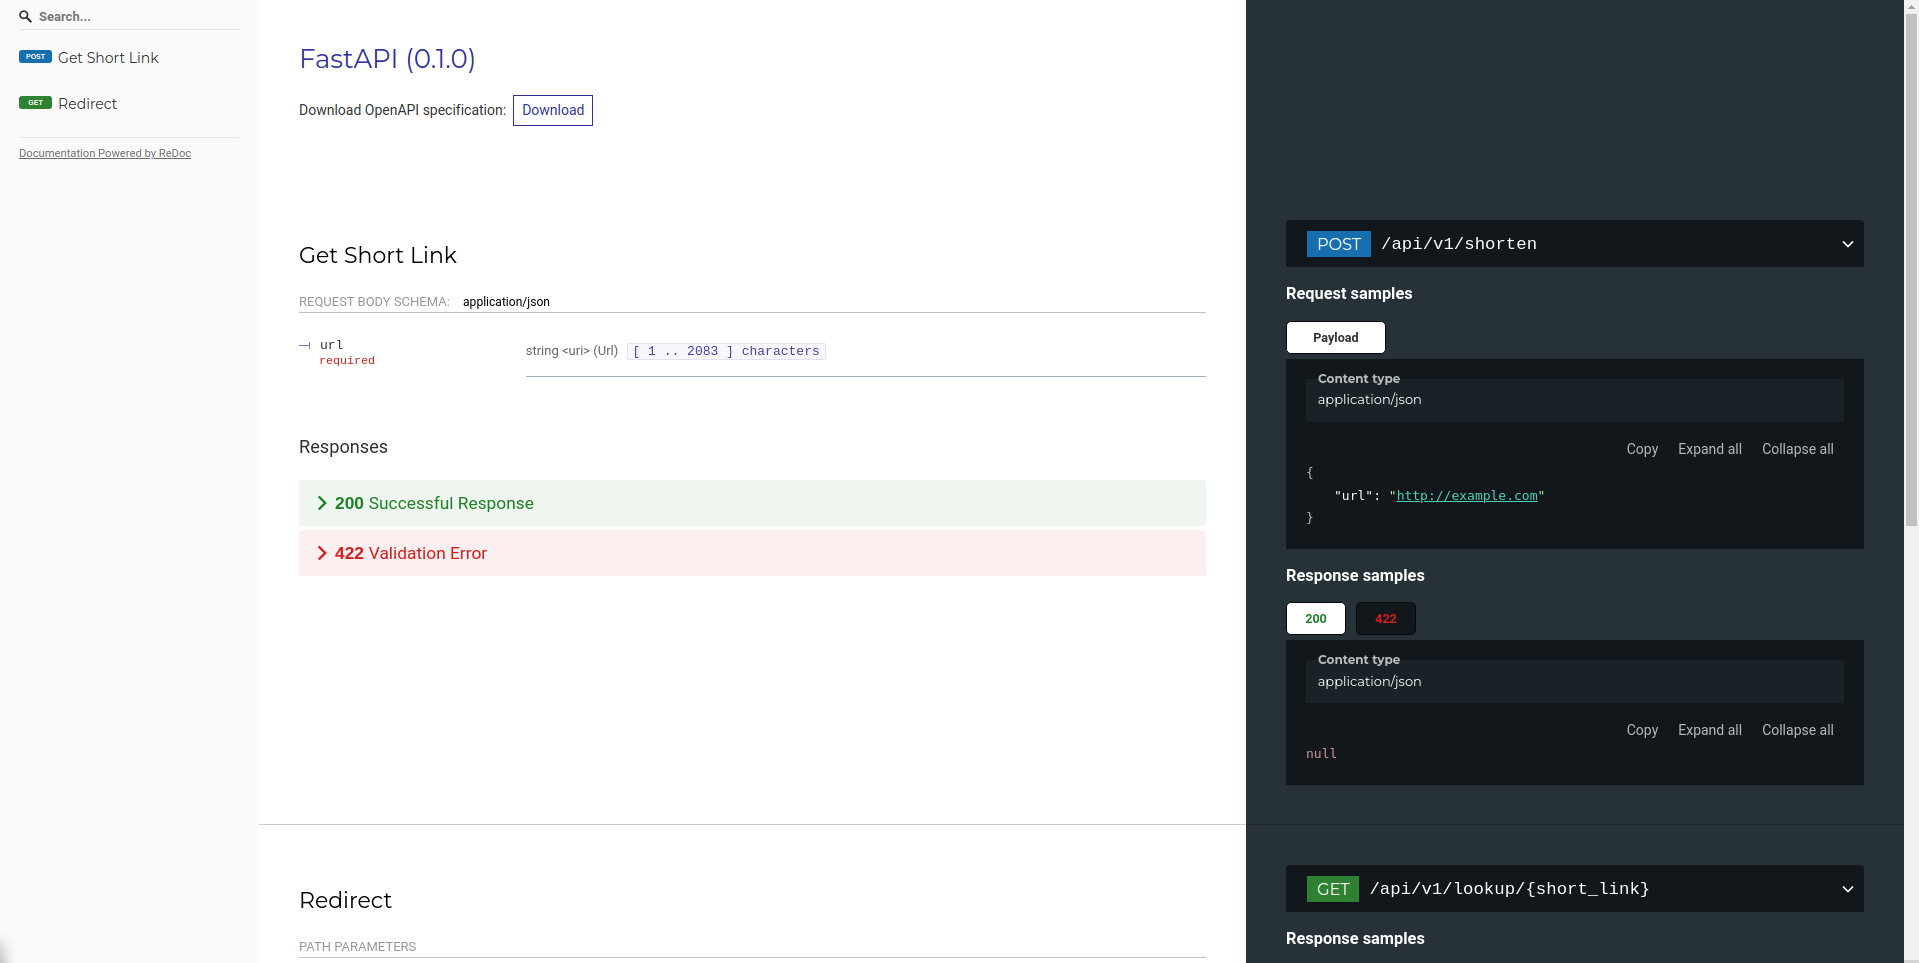 Search...
POST Get Short Link
GET Redirect
Documentation Powered by ReDoc
FastAPI (0.1.0)
Download OpenAPI specification: Download
Get Short Link
REQUEST BODY SCHEMA: application/json
url
required
string <uri> (Url) [ 1 .. 2083 ] characters
Responses
200 Successful Response
422 Validation Error
Redirect
PATH PARAMETERS
POST /api/v1/shorten
Request samples
Payload
Content type
application/json
Copy Expand all Collapse all
{
"url": "http://example.com"
}
Response samples
200 422
Content type
application/json
Copy Expand all Collapse all
null
GET /api/v1/lookup/{short_link}
Response samples